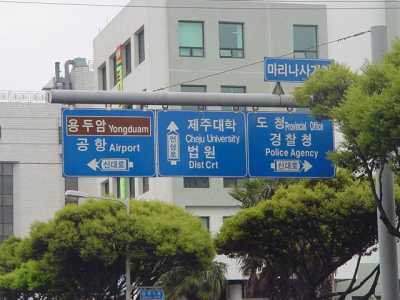 마리나사거리
용두암 Yongduam
공항 Airport
신대로
제주대학
Cheju University
법원
Dist Crt
도청 Provincial Office
경찰청
Police Agency
신대로